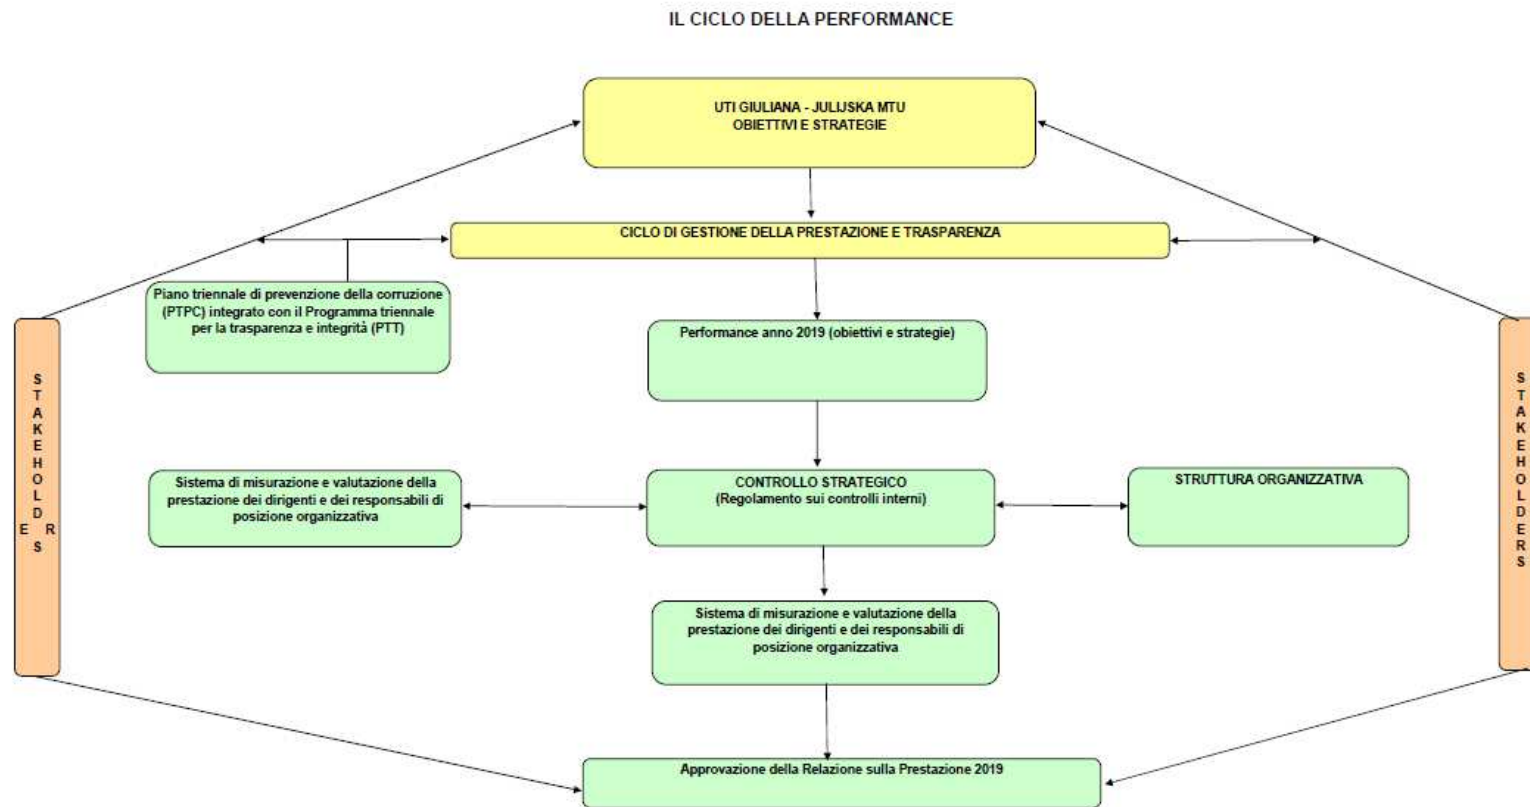 IL CICLO DELLA PERFORMANCE
UTI GIULIANA - JULIJSKA MTU
OBIETTIVI E STRATEGIE
CICLO DI GESTIONE DELLA PRESTAZIONE E TRASPARENZA
Piano triennale di prevenzione della corruzione
(PTPC) integrato con il Programma triennale
per la trasparenza e integrità (PTT)
Performance anno 2019 (obiettivi e strategie)
S
T
A
K
E
H
O
L
D
E R
S
S
T
A
K
E
H
O
L
D
E
R
S
Sistema di misurazione e valutazione della
prestazione dei dirigenti e dei responsabili di
posizione organizzativa
CONTROLLO STRATEGICO
(Regolamento sui controlli interni)
STRUTTURA ORGANIZZATIVA
Sistema di misurazione e valutazione della
prestazione dei dirigenti e dei responsabili di
posizione organizzativa
Approvazione della Relazione sulla Prestazione 2019